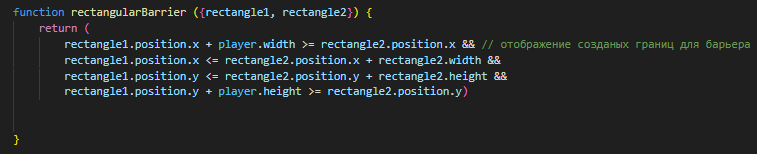 function rectangularBarrier ({rectangle1, rectangle2}) {
return (
rectangle1.position.x + player.width >= rectangle2.position.x && // отображение созданых границ для барьера
rectangle1.position.x <= rectangle2.position.x + rectangle2.width &&
rectangle1.position.y <= rectangle2.position.y + rectangle2.height &&
rectangle1.position.y + player.height >= rectangle2.position.y)
}